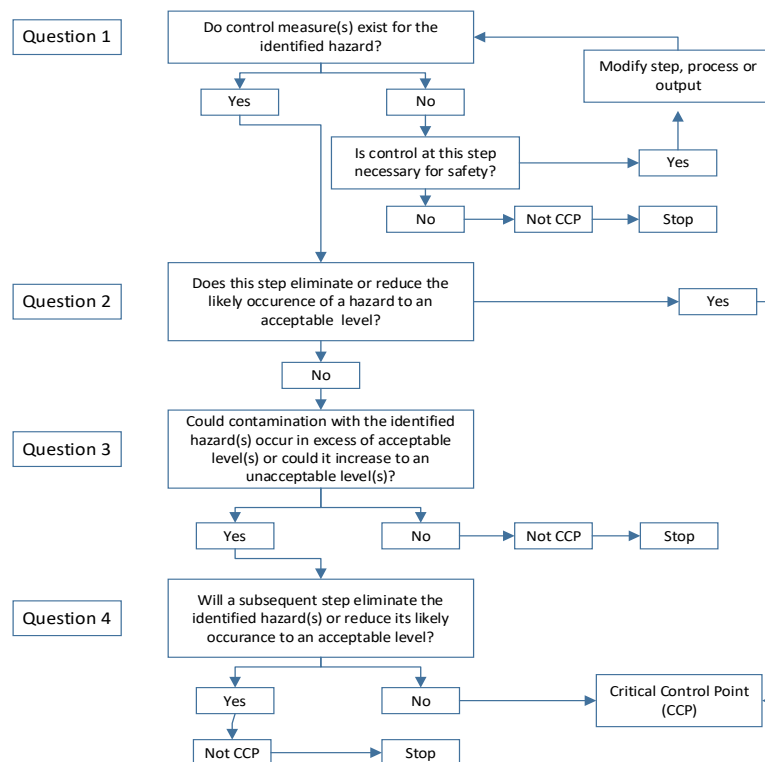 Question 1
Do control measure(s) exist for the
identified hazard?
Modify step, process or
output
Yes
No
Is control at this step
necessary for safety?
Yes
No
Not CCP
Stop
Question 2
Does this step eliminate or reduce the
likely occurence of a hazard to an
acceptable level?
Yes
No
Question 3
Could contamination with the identified
hazard(s) occur in excess of acceptable
level(s) or could it increase to an
unacceptable level(s)?
Yes
No
Not CCP
Stop
Question 4
Will a subsequent step eliminate the
identified hazard(s) or reduce its likely
occurance to an acceptable level?
Yes
No
Critical Control Point
(CCP)
Not CCP
Stop